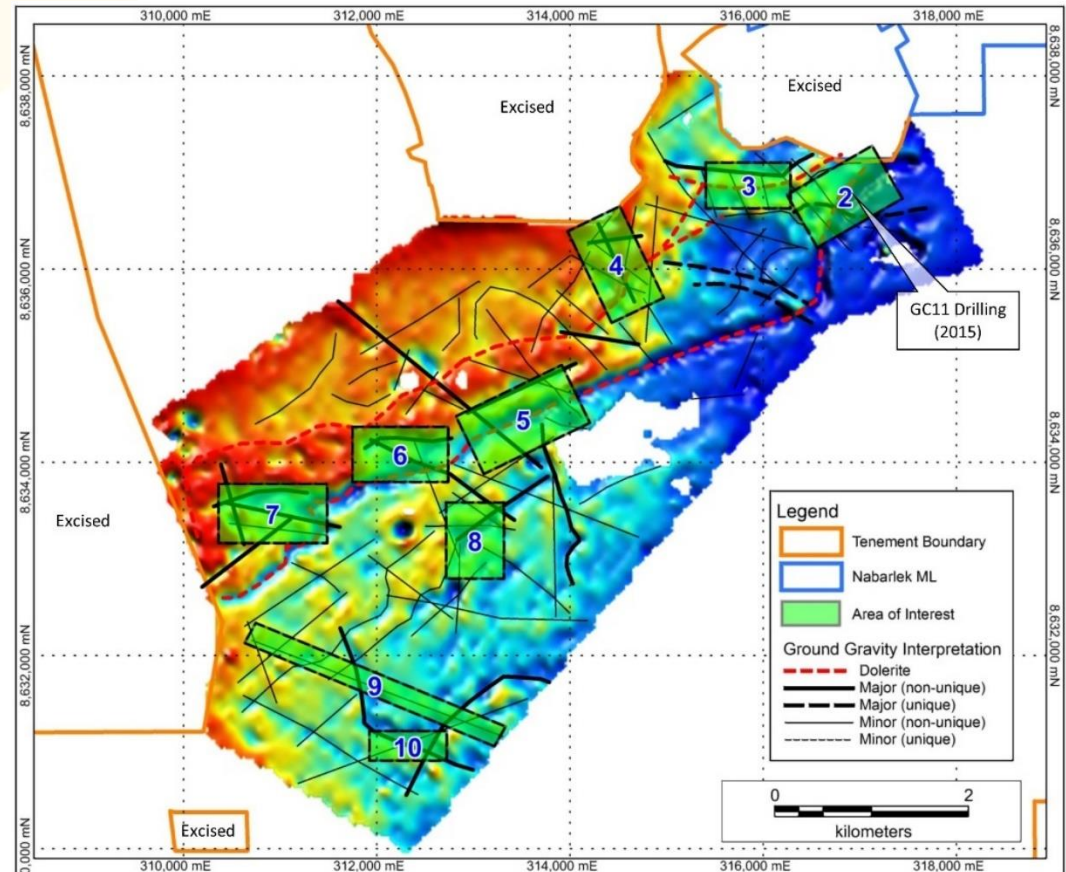 310,000 mE
312,000 mE
314,000 mE
316,000 mE
318,000 mE
8,638,000 mN
8,638,000 mN
Excised
Excised
3
2
8,636,000 mN
8,636,000 mN
4
GC11 Drilling
(2015)
5
8,634,000 mN
8,634,000 mN
6
7
Excised
8
Legend
Tenement Boundary
Nabarlek ML
Area of Interest
Ground Gravity Interpretation
Dolerite
Major (non-unique)
Major (unique)
Minor (non-unique)
Minor (unique)
8,632,000 mN
8,632,000 mN
9
10
0
2
kilometers
Excised
0,000 mN
310,000 mE
312,000 mE
314,000 mE
316,000 mE
318,000 mE